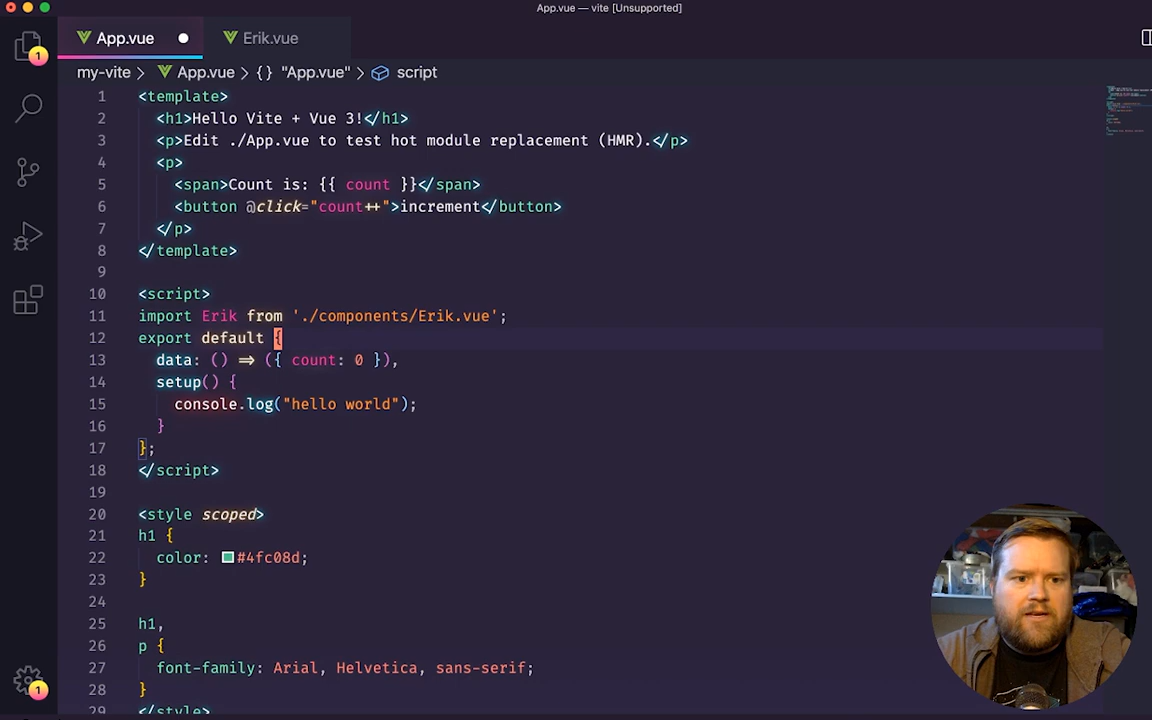 App.vue — vite [Unsupported]
App.vue
Erik.vue
1
my-vite > App.vue > {} "App.vue" > script
1 <template>
2 <h1>Hello Vite + Vue 3!</h1>
3 <p>Edit ./App.vue to test hot module replacement (HMR).</p>
4 <p>
5 <span>Count is: {{ count }}</span>
6 <button @click="count++">increment</button>
7 </p>
8 </template>
9
10 <script>
11 import Erik from './components/Erik.vue';
12 export default {
13 data: () => ({ count: 0 }),
14 setup() {
15 console.log("hello world");
16 }
17 };
18 </script>
19
20 <style scoped>
21 h1 {
22 color: #4fc08d;
23 }
24
25 h1,
26 p {
27 font-family: Arial, Helvetica, sans-serif;
28 }
29 </style>
1